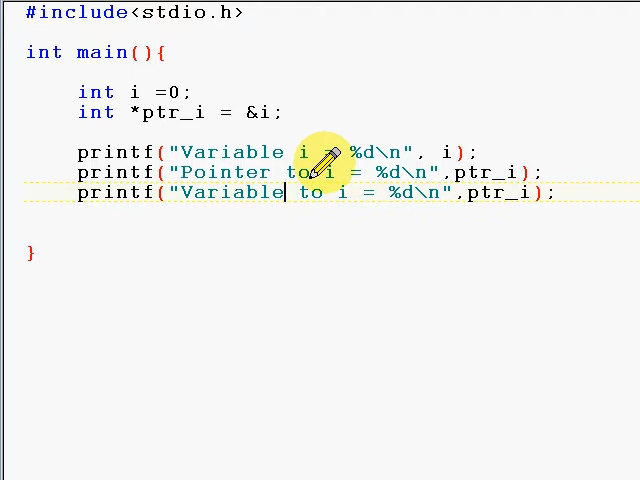 #include<stdio.h>
int main(){
int i =0;
int *ptr_i = &i;
printf("Variable i = %d\n", i);
printf("Pointer to i = %d\n",ptr_i);
printf("Variable to i = %d\n",ptr_i);
}